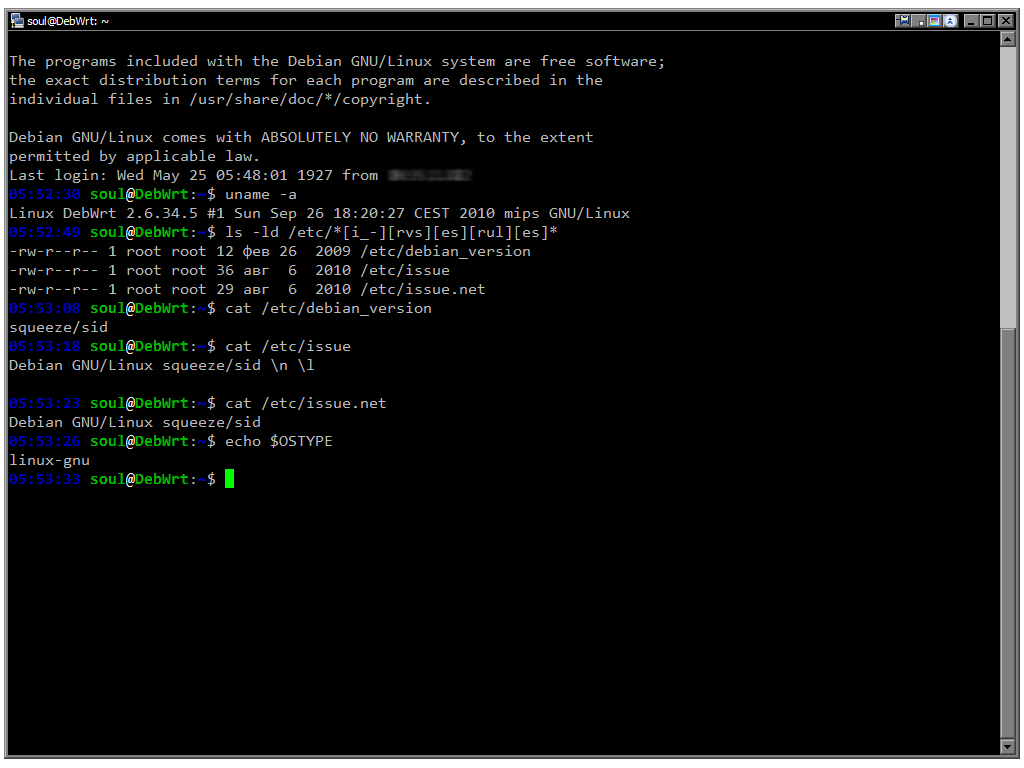 soul@DebWrt: ~
The programs included with the Debian GNU/Linux system are free software;
the exact distribution terms for each program are described in the
individual files in /usr/share/doc/*/copyright.
Debian GNU/Linux comes with ABSOLUTELY NO WARRANTY, to the extent
permitted by applicable law.
Last login: Wed May 25 05:48:01 1927 from
05:52:30 soul@DebWrt:~$ uname -a
Linux DebWrt 2.6.34.5 #1 Sun Sep 26 18:20:27 CEST 2010 mips GNU/Linux
05:52:49 soul@DebWrt:~$ ls -ld /etc/*[i_-][rvs][es][rul][es]*
-rw-r--r-- 1 root root 12 фев 26  2009 /etc/debian_version
-rw-r--r-- 1 root root 36 авг  6  2010 /etc/issue
-rw-r--r-- 1 root root 29 авг  6  2010 /etc/issue.net
05:53:08 soul@DebWrt:~$ cat /etc/debian_version
squeeze/sid
05:53:18 soul@DebWrt:~$ cat /etc/issue
Debian GNU/Linux squeeze/sid \n \l
05:53:23 soul@DebWrt:~$ cat /etc/issue.net
Debian GNU/Linux squeeze/sid
05:53:26 soul@DebWrt:~$ echo $OSTYPE
linux-gnu
05:53:33 soul@DebWrt:~$